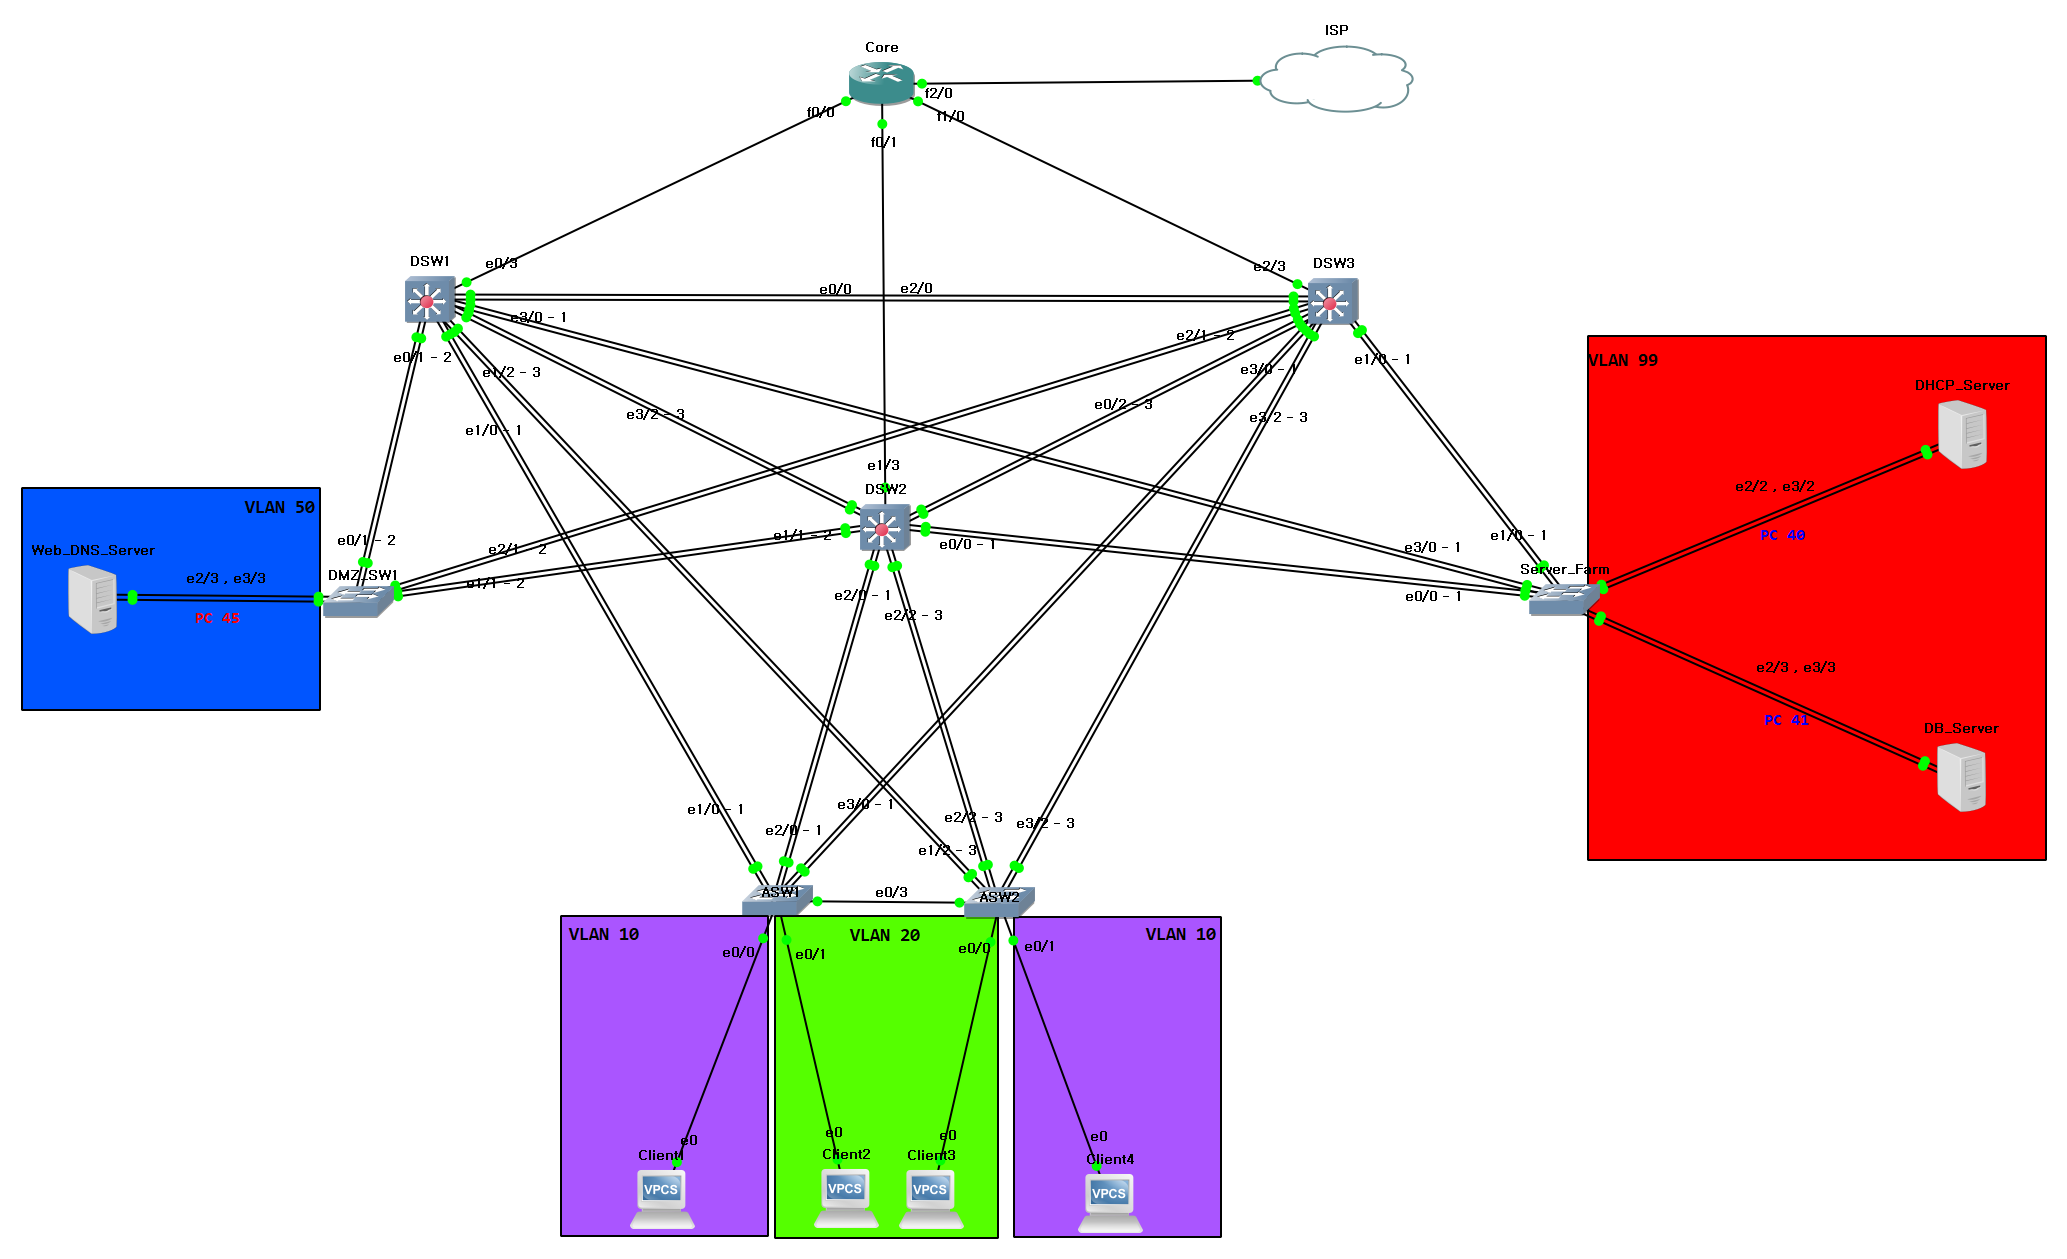 ISP
Core
f2/0
f0/0
f1/0
f0/1
DSW1
e0/3
e2/3
DSW3
e0/0
e2/0
e3/0 - 1
e2/1 - 2
e0/1 - 2
e1/2 - 3
e3/0 - 1
e1/0 - 1
VLAN 99
DHCP_Server
e3/2 - 3
e0/2 - 3
e3/2 - 3
e1/0 - 1
e1/3
DSW2
e2/2 , e3/2
PC 40
VLAN 50
Web_DNS_Server
e0/1 - 2
e2/1 - 2
e1/1 - 2
e0/0 - 1
e3/0 - 1
e1/0 - 1
Server_Farm
e2/3 , e3/3
DMZ_SW1
e1/1 - 2
PC 45
e2/0 - 1
e2/2 - 3
e0/0 - 1
e2/3 , e3/3
PC 41
DB_Server
e1/0 - 1
e3/0 - 1
e2/0 - 1
e2/2 - 3
e3/2 - 3
e1/2 - 3
ASW1
e0/3
ASW2
VLAN 10
VLAN 20
VLAN 10
e0/0
e0/1
e0/0
e0/1
e0
e0
e0
e0
Client1
Client2
Client3
Client4
VPCS
VPCS
VPCS
VPCS